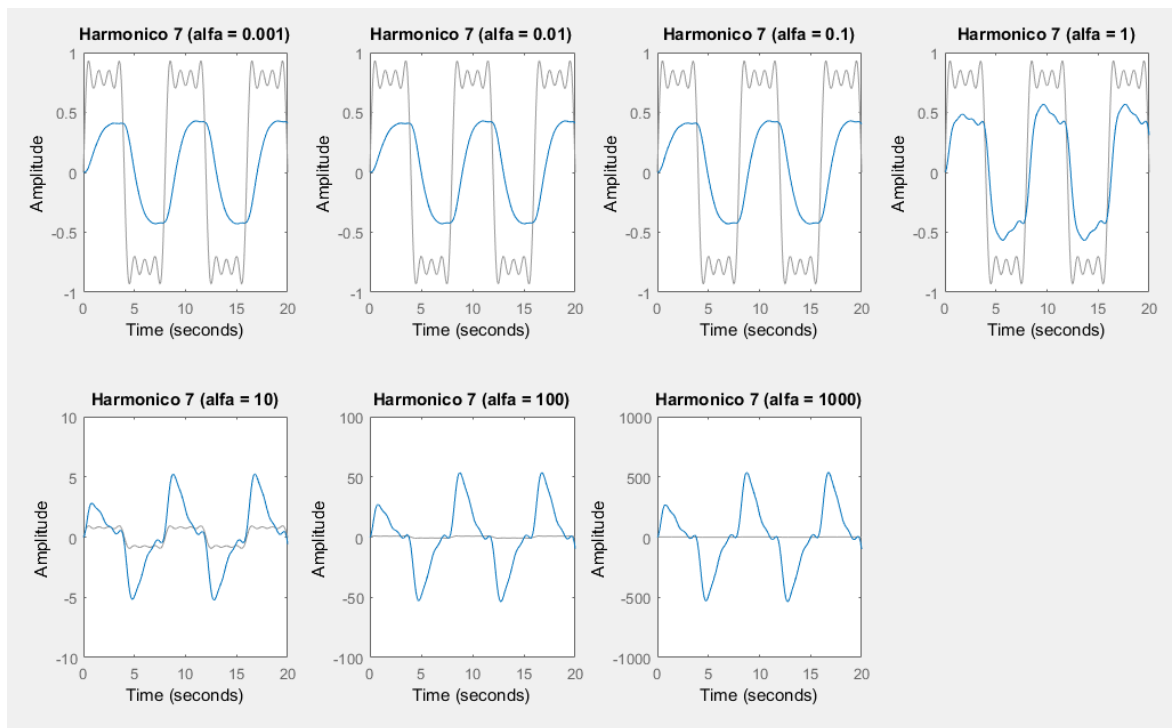 Harmonico 7 (alfa = 0.001)
1
0.5
0
-0.5
-1
Amplitude
0 5 10 15 20
Time (seconds)
Harmonico 7 (alfa = 0.01)
1
0.5
0
-0.5
-1
Amplitude
0 5 10 15 20
Time (seconds)
Harmonico 7 (alfa = 0.1)
1
0.5
0
-0.5
-1
Amplitude
0 5 10 15 20
Time (seconds)
Harmonico 7 (alfa = 1)
1
0.5
0
-0.5
-1
Amplitude
0 5 10 15 20
Time (seconds)
Harmonico 7 (alfa = 10)
10
5
0
-5
-10
Amplitude
0 5 10 15 20
Time (seconds)
Harmonico 7 (alfa = 100)
100
50
0
-50
-100
Amplitude
0 5 10 15 20
Time (seconds)
Harmonico 7 (alfa = 1000)
1000
500
0
-500
-1000
Amplitude
0 5 10 15 20
Time (seconds)